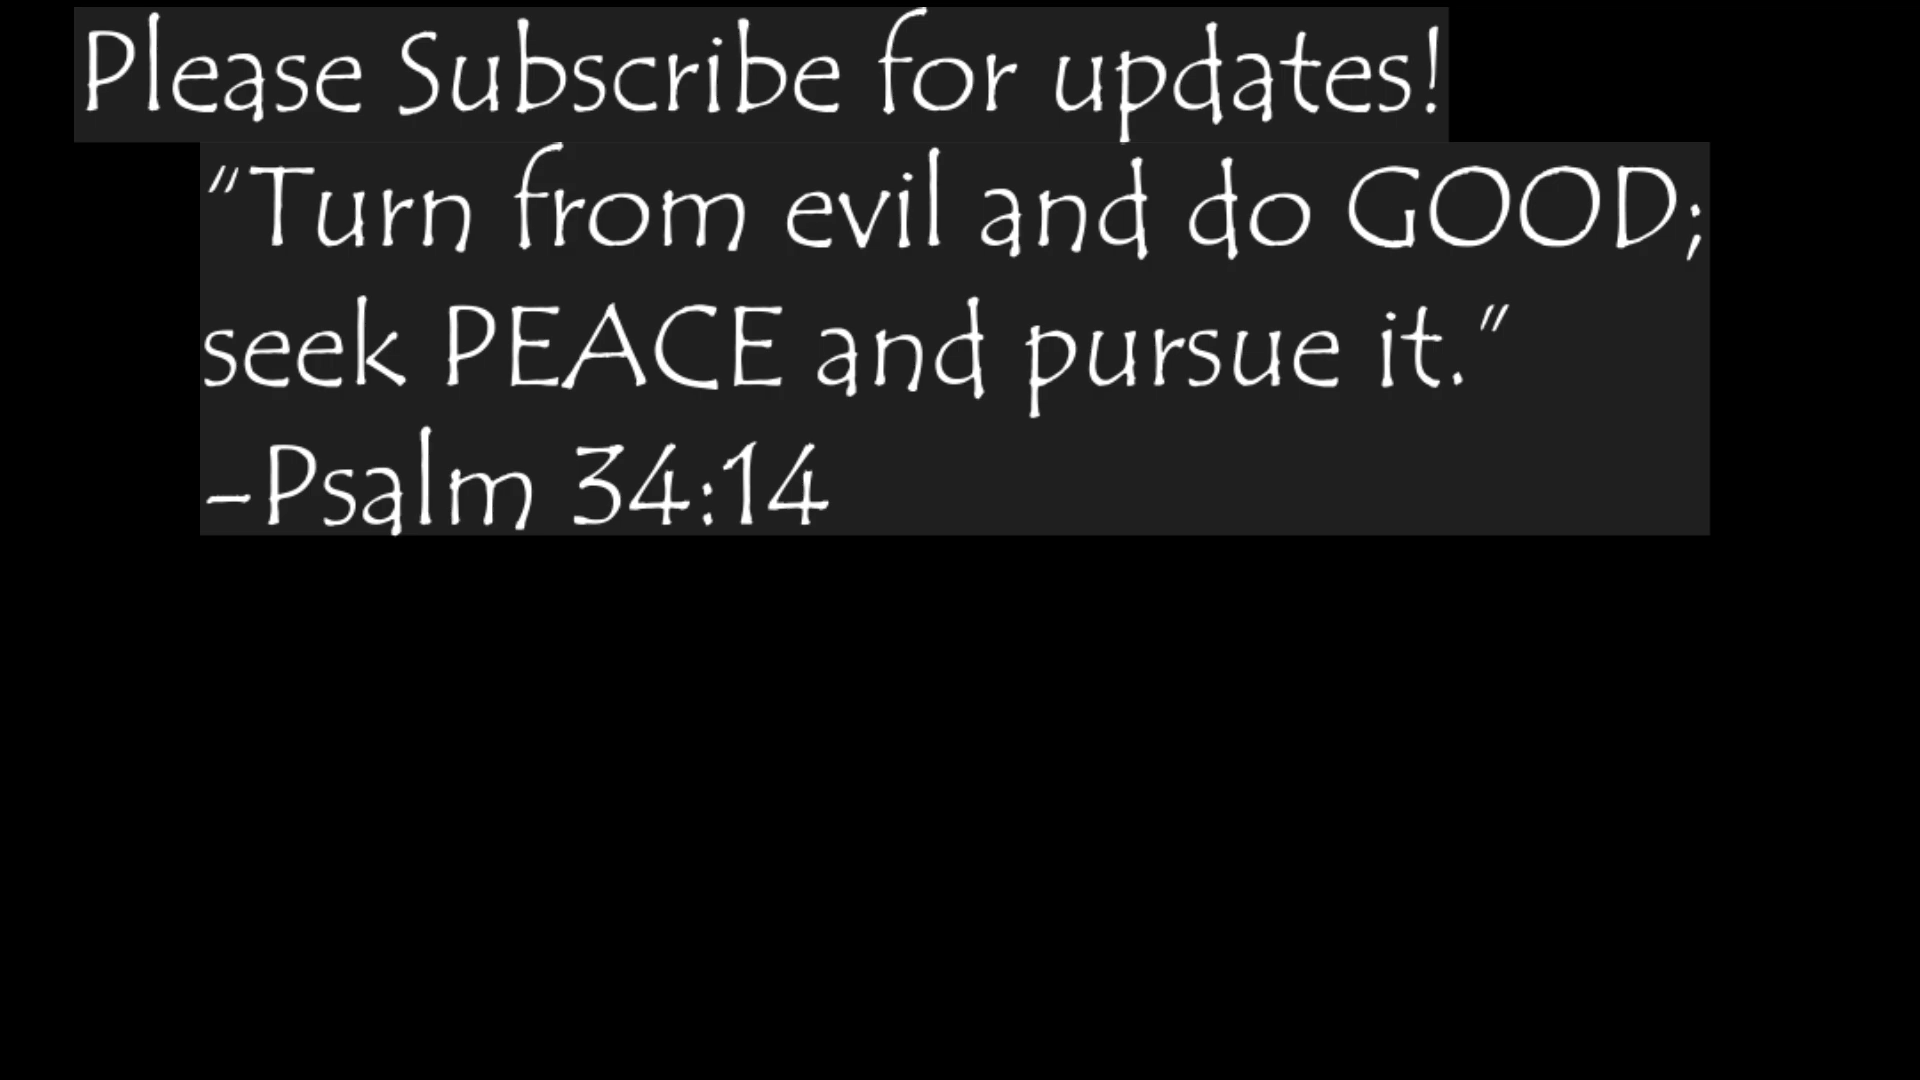 Please Subscribe for updates!
"Turn from evil and do GOOD;
seek PEACE and pursue it."
-Psalm 34:14